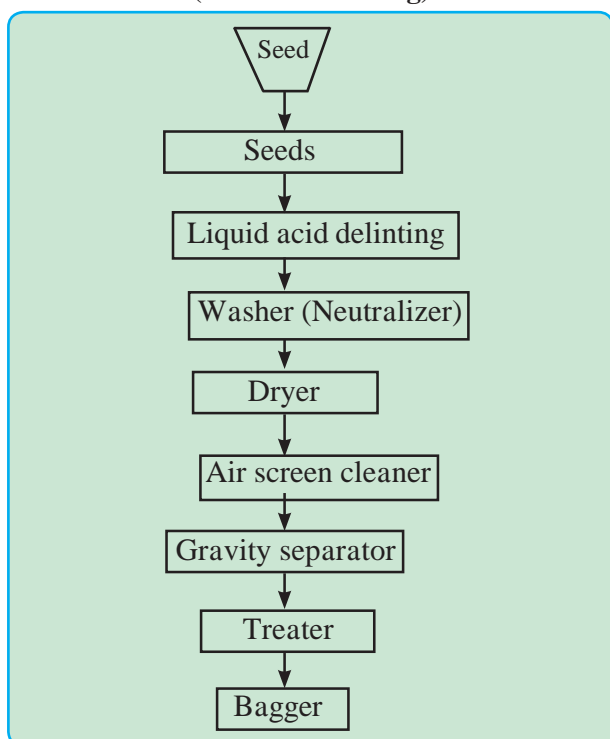 Seed
Seeds
Liquid acid delinting
Washer (Neutralizer)
Dryer
Air screen cleaner
Gravity separator
Treater
Bagger